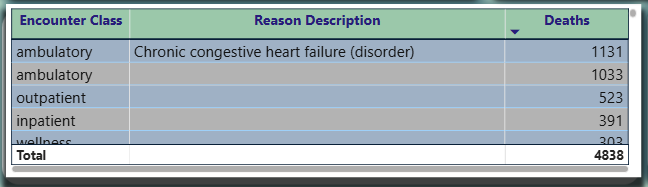 Encounter Class Reason Description Deaths
ambulatory Chronic congestive heart failure (disorder) 1131
ambulatory 1033
outpatient 523
inpatient 391
wellness 303
Total 4838